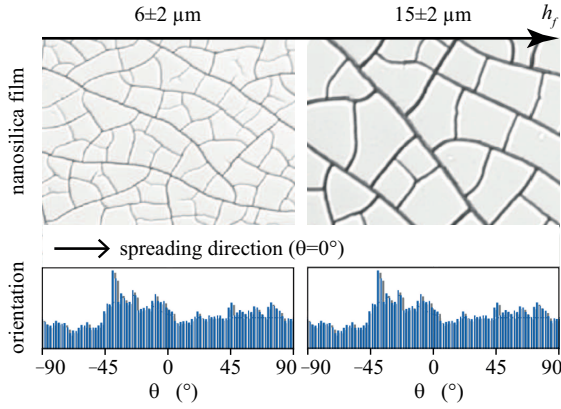 6±2 µm 15±2 µm h_f
nanosilica film
spreading direction (θ=0°)
orientation
−90 −45 0 45 90 −90 −45 0 45 90
θ (°) θ (°)